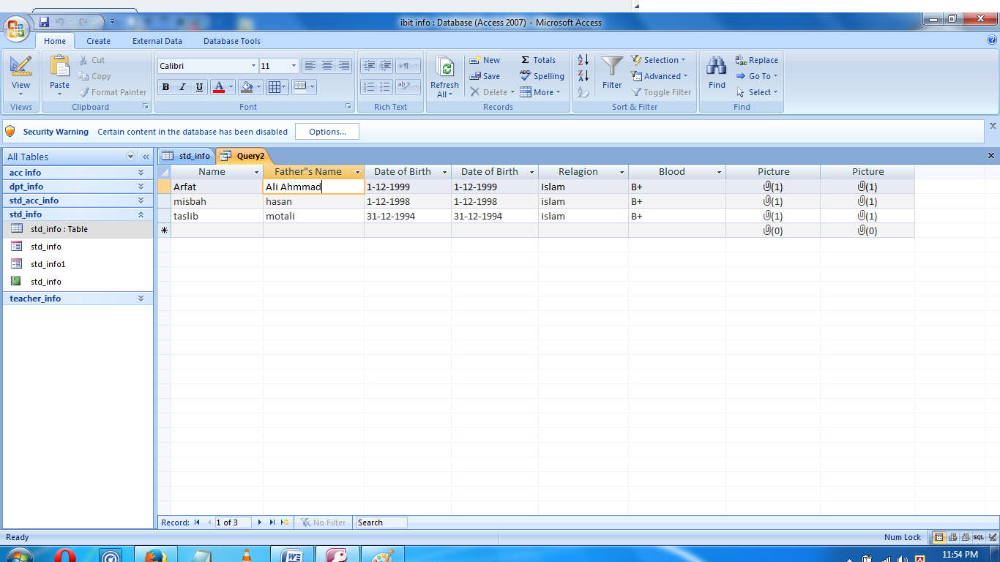 ibit info : Database (Access 2007) - Microsoft Access
Home Create External Data Database Tools
View
Views
Paste
Cut
Copy
Format Painter
Clipboard
Calibri 11
B I U A
Font
Rich Text
Refresh All
New
Save
Delete
Totals
Spelling
More
Records
Filter
Selection
Advanced
Toggle Filter
Sort & Filter
Find
Replace
Go To
Select
Find
Security Warning Certain content in the database has been disabled Options...
All Tables
acc info
dpt_info
std_acc_info
std_info
std_info : Table
std_info
std_info1
std_info
teacher_info
std_info Query2
Name Father"s Name Date of Birth Date of Birth Relagion Blood Picture Picture
Arfat Ali Ahmmad 1-12-1999 1-12-1999 Islam B+ (1) (1)
misbah hasan 1-12-1998 1-12-1998 islam B+ (1) (1)
taslib motali 31-12-1994 31-12-1994 islam B+ (1) (1)
(0) (0)
Record: 1 of 3 No Filter Search
Ready Num Lock SQL
11:54 PM